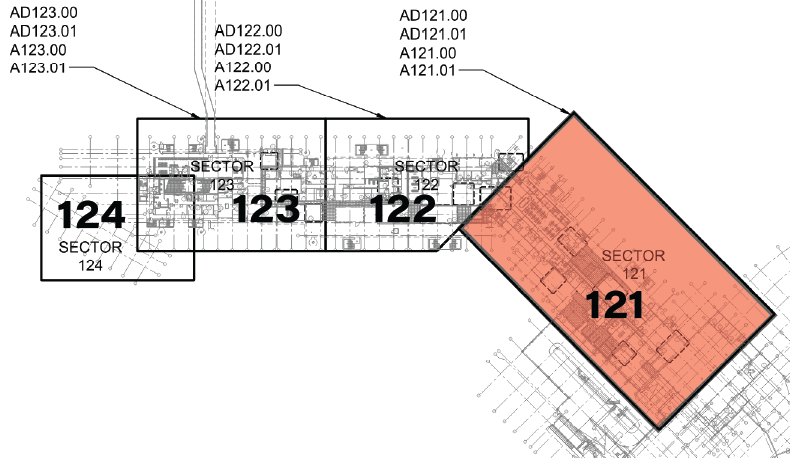 AD123.00
AD123.01
A123.00
A123.01
AD122.00
AD122.01
A122.00
A122.01
AD121.00
AD121.01
A121.00
A121.01
124
SECTOR
124
SECTOR
123
123
SECTOR
122
122
SECTOR
121
121